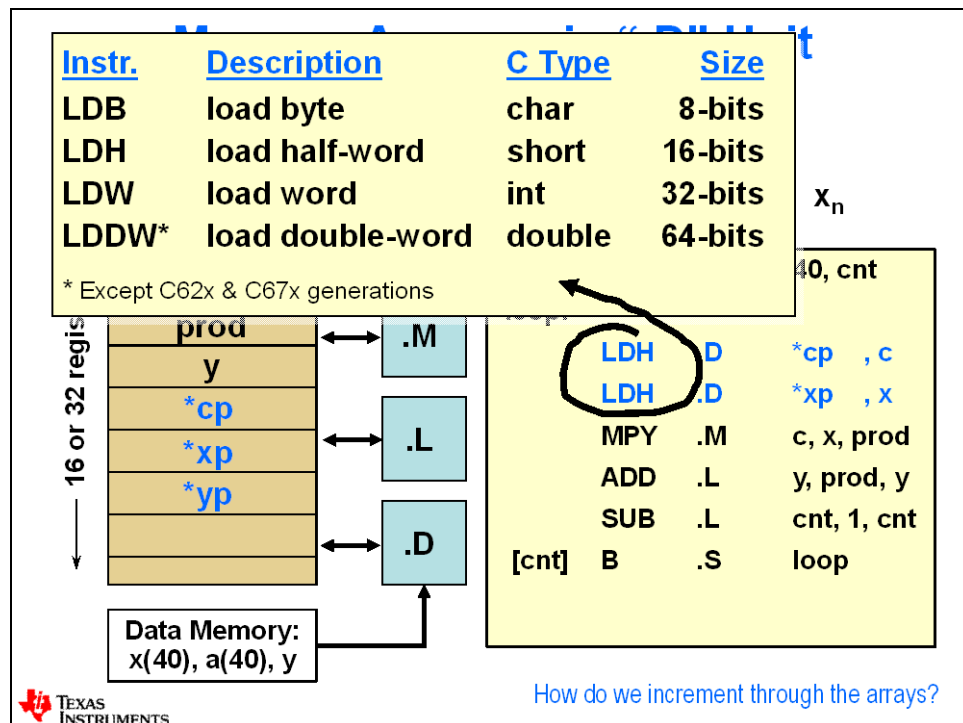 Instr. Description C Type Size
LDB load byte char 8-bits
LDH load half-word short 16-bits
LDW load word int 32-bits
LDDW* load double-word double 64-bits
* Except C62x & C67x generations
xn
40, cnt
loop:
16 or 32 regis
prod
y
*cp
*xp
*yp
.M
.L
.D
LDH .D *cp , c
LDH .D *xp , x
MPY .M c, x, prod
ADD .L y, prod, y
SUB .L cnt, 1, cnt
[cnt] B .S loop
Data Memory:
x(40), a(40), y
How do we increment through the arrays?
TEXAS
INSTRUMENTS